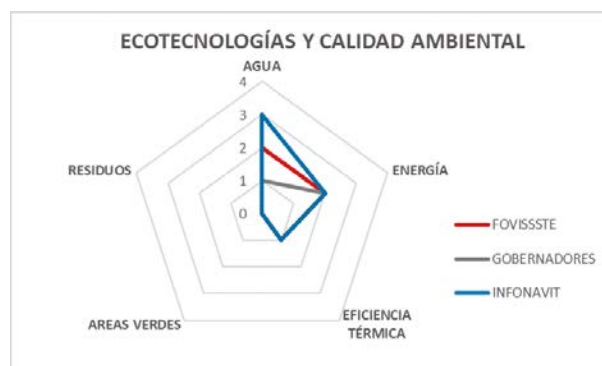 ECOTECNOLOGÍAS Y CALIDAD AMBIENTAL
AGUA
4
3
2
1
0
RESIDUOS
ENERGÍA
FOVISSSTE
GOBERNADORES
INFONAVIT
AREAS VERDES
EFICIENCIA
TÉRMICA